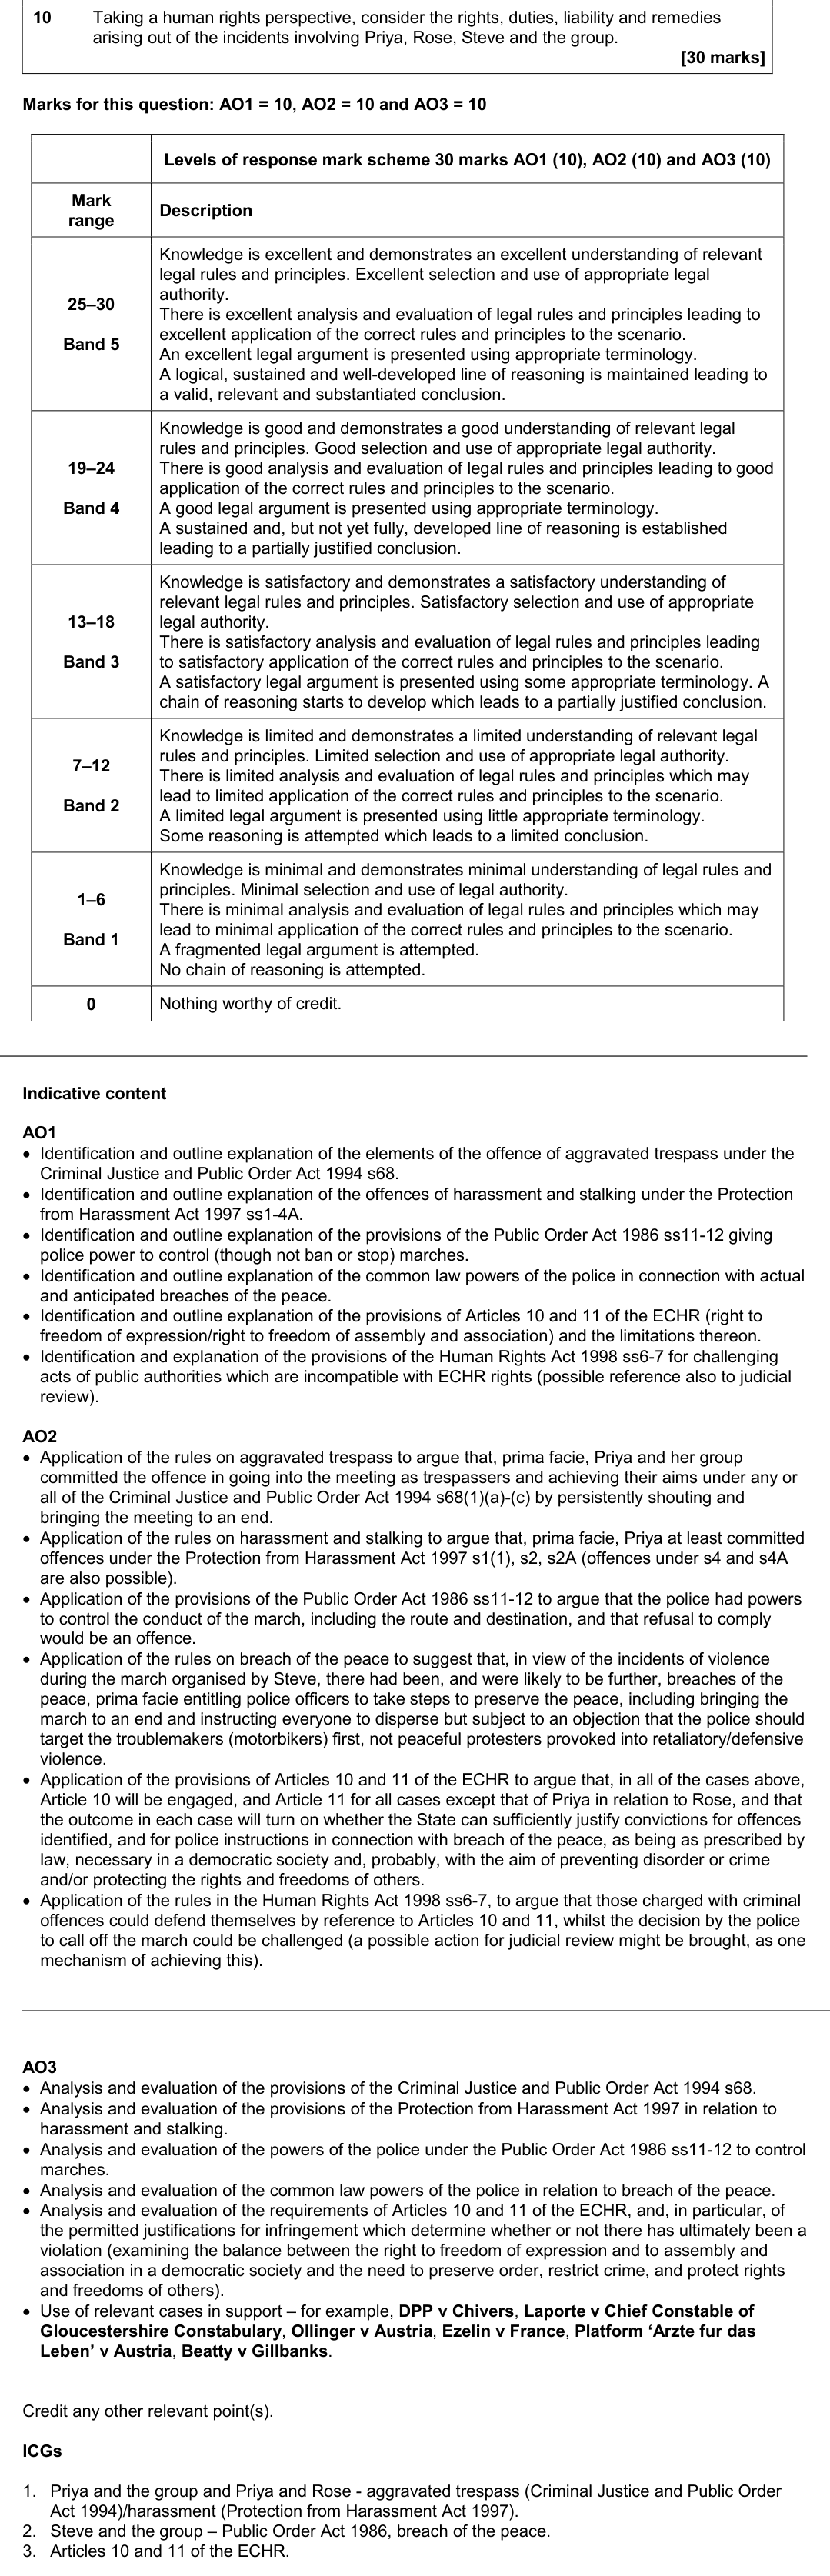 10 Taking a human rights perspective, consider the rights, duties, liability and remedies
arising out of the incidents involving Priya, Rose, Steve and the group.
[30 marks]
Marks for this question: AO1 = 10, AO2 = 10 and AO3 = 10
Levels of response mark scheme 30 marks AO1 (10), AO2 (10) and AO3 (10)
Mark
range
Description
25–30
Band 5
Knowledge is excellent and demonstrates an excellent understanding of relevant
legal rules and principles. Excellent selection and use of appropriate legal
authority.
There is excellent analysis and evaluation of legal rules and principles leading to
excellent application of the correct rules and principles to the scenario.
An excellent legal argument is presented using appropriate terminology.
A logical, sustained and well-developed line of reasoning is maintained leading to
a valid, relevant and substantiated conclusion.
19–24
Band 4
Knowledge is good and demonstrates a good understanding of relevant legal
rules and principles. Good selection and use of appropriate legal authority.
There is good analysis and evaluation of legal rules and principles leading to good
application of the correct rules and principles to the scenario.
A good legal argument is presented using appropriate terminology.
A sustained and, but not yet fully, developed line of reasoning is established
leading to a partially justified conclusion.
13–18
Band 3
Knowledge is satisfactory and demonstrates a satisfactory understanding of
relevant legal rules and principles. Satisfactory selection and use of appropriate
legal authority.
There is satisfactory analysis and evaluation of legal rules and principles leading
to satisfactory application of the correct rules and principles to the scenario.
A satisfactory legal argument is presented using some appropriate terminology. A
chain of reasoning starts to develop which leads to a partially justified conclusion.
7–12
Band 2
Knowledge is limited and demonstrates a limited understanding of relevant legal
rules and principles. Limited selection and use of appropriate legal authority.
There is limited analysis and evaluation of legal rules and principles which may
lead to limited application of the correct rules and principles to the scenario.
A limited legal argument is presented using little appropriate terminology.
Some reasoning is attempted which leads to a limited conclusion.
1–6
Band 1
Knowledge is minimal and demonstrates minimal understanding of legal rules and
principles. Minimal selection and use of legal authority.
There is minimal analysis and evaluation of legal rules and principles which may
lead to minimal application of the correct rules and principles to the scenario.
A fragmented legal argument is attempted.
No chain of reasoning is attempted.
0 Nothing worthy of credit.
Indicative content
AO1
• Identification and outline explanation of the elements of the offence of aggravated trespass under the
Criminal Justice and Public Order Act 1994 s68.
• Identification and outline explanation of the offences of harassment and stalking under the Protection
from Harassment Act 1997 ss1-4A.
• Identification and outline explanation of the provisions of the Public Order Act 1986 ss11-12 giving
police power to control (though not ban or stop) marches.
• Identification and outline explanation of the common law powers of the police in connection with actual
and anticipated breaches of the peace.
• Identification and outline explanation of the provisions of Articles 10 and 11 of the ECHR (right to
freedom of expression/right to freedom of assembly and association) and the limitations thereon.
• Identification and explanation of the provisions of the Human Rights Act 1998 ss6-7 for challenging
acts of public authorities which are incompatible with ECHR rights (possible reference also to judicial
review).
AO2
• Application of the rules on aggravated trespass to argue that, prima facie, Priya and her group
committed the offence in going into the meeting as trespassers and achieving their aims under any or
all of the Criminal Justice and Public Order Act 1994 s68(1)(a)-(c) by persistently shouting and
bringing the meeting to an end.
• Application of the rules on harassment and stalking to argue that, prima facie, Priya at least committed
offences under the Protection from Harassment Act 1997 s1(1), s2, s2A (offences under s4 and s4A
are also possible).
• Application of the provisions of the Public Order Act 1986 ss11-12 to argue that the police had powers
to control the conduct of the march, including the route and destination, and that refusal to comply
would be an offence.
• Application of the rules on breach of the peace to suggest that, in view of the incidents of violence
during the march organised by Steve, there had been, and were likely to be further, breaches of the
peace, prima facie entitling police officers to take steps to preserve the peace, including bringing the
march to an end and instructing everyone to disperse but subject to an objection that the police should
target the troublemakers (motorbikers) first, not peaceful protesters provoked into retaliatory/defensive
violence.
• Application of the provisions of Articles 10 and 11 of the ECHR to argue that, in all of the cases above,
Article 10 will be engaged, and Article 11 for all cases except that of Priya in relation to Rose, and that
the outcome in each case will turn on whether the State can sufficiently justify convictions for offences
identified, and for police instructions in connection with breach of the peace, as being as prescribed by
law, necessary in a democratic society and, probably, with the aim of preventing disorder or crime
and/or protecting the rights and freedoms of others.
• Application of the rules in the Human Rights Act 1998 ss6-7, to argue that those charged with criminal
offences could defend themselves by reference to Articles 10 and 11, whilst the decision by the police
to call off the march could be challenged (a possible action for judicial review might be brought, as one
mechanism of achieving this).
AO3
• Analysis and evaluation of the provisions of the Criminal Justice and Public Order Act 1994 s68.
• Analysis and evaluation of the provisions of the Protection from Harassment Act 1997 in relation to
harassment and stalking.
• Analysis and evaluation of the powers of the police under the Public Order Act 1986 ss11-12 to control
marches.
• Analysis and evaluation of the common law powers of the police in relation to breach of the peace.
• Analysis and evaluation of the requirements of Articles 10 and 11 of the ECHR, and, in particular, of
the permitted justifications for infringement which determine whether or not there has ultimately been a
violation (examining the balance between the right to freedom of expression and to assembly and
association in a democratic society and the need to preserve order, restrict crime, and protect rights
and freedoms of others).
• Use of relevant cases in support – for example, DPP v Chivers, Laporte v Chief Constable of
Gloucestershire Constabulary, Ollinger v Austria, Ezelin v France, Platform ‘Arzte fur das
Leben’ v Austria, Beatty v Gillbanks.
Credit any other relevant point(s).
ICGs
1. Priya and the group and Priya and Rose - aggravated trespass (Criminal Justice and Public Order
Act 1994)/harassment (Protection from Harassment Act 1997).
2. Steve and the group – Public Order Act 1986, breach of the peace.
3. Articles 10 and 11 of the ECHR.